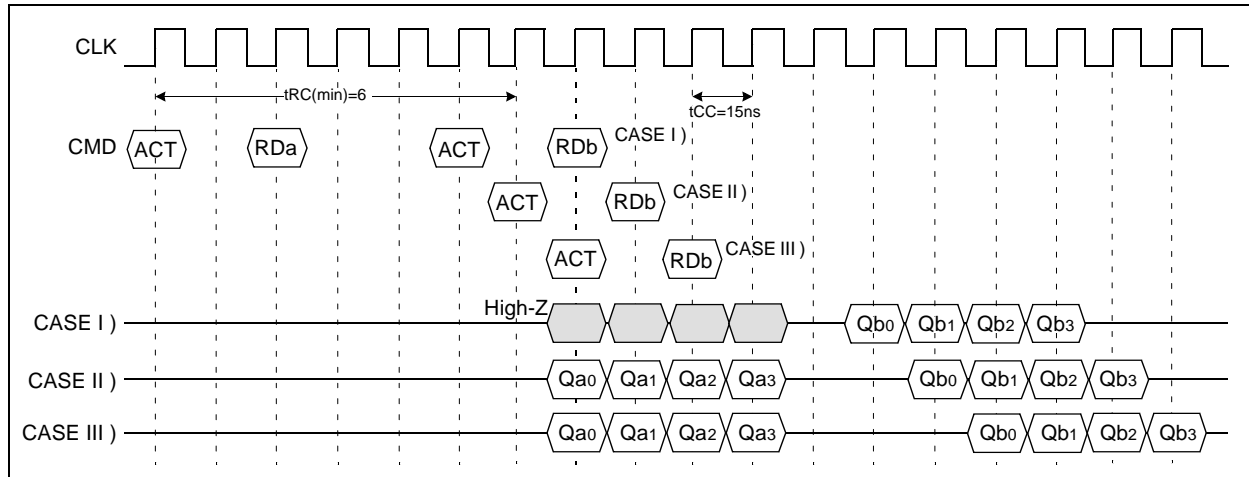 CLK
tRC(min)=6
tCC=15ns
CMD ACT RDa ACT RDb CASE I )
ACT RDb CASE II )
ACT RDb CASE III )
High-Z
CASE I ) Qb0 Qb1 Qb2 Qb3
CASE II ) Qa0 Qa1 Qa2 Qa3 Qb0 Qb1 Qb2 Qb3
CASE III ) Qa0 Qa1 Qa2 Qa3 Qb0 Qb1 Qb2 Qb3